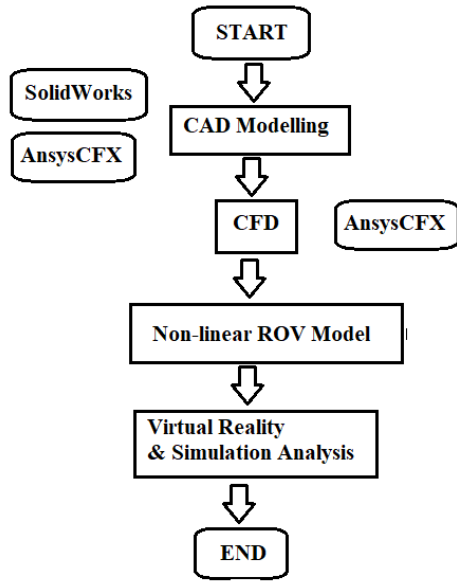 START
SolidWorks
CAD Modelling
AnsysCFX
CFD
AnsysCFX
Non-linear ROV Model
Virtual Reality
& Simulation Analysis
END